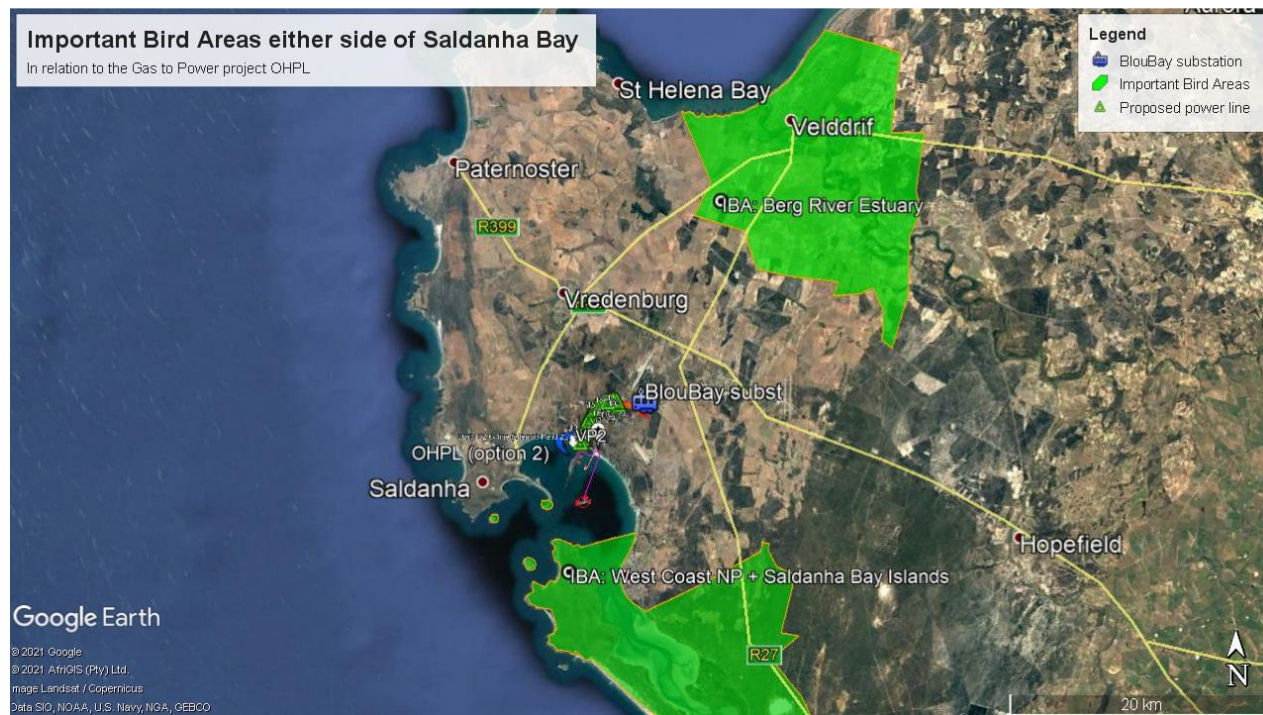 Important Bird Areas either side of Saldanha Bay
In relation to the Gas to Power project OHPL
Legend
BlouBay substation
Important Bird Areas
Proposed power line
St Helena Bay
Velddrif
Paternoster
IBA: Berg River Estuary
R399
Vredenburg
BlouBay subst
VP2
OHPL (option 2)
Saldanha
Hopefield
IBA: West Coast NP + Saldanha Bay Islands
R27
Google Earth
© 2021 Google
© 2021 AfriGIS (Pty) Ltd.
mage Landsat / Copernicus
Data SIO, NOAA, U.S. Navy, NGA, GEBCO
N
20 km